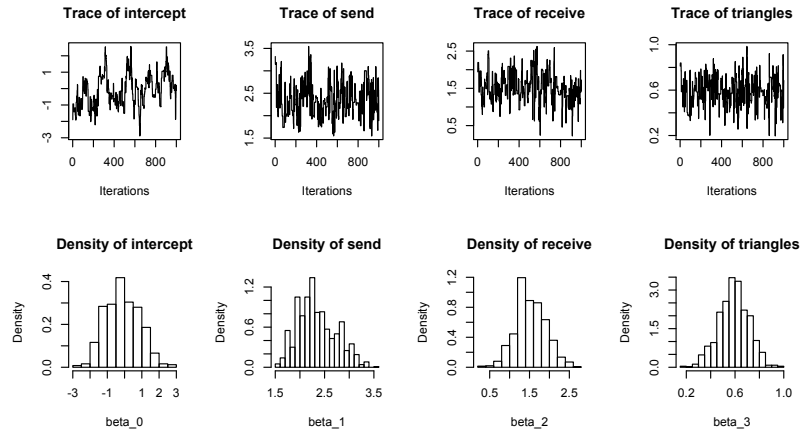 Trace of intercept
Trace of send
Trace of receive
Trace of triangles
-3 -1 1
0 400 800
Iterations
1.5 2.5 3.5
0 400 800
Iterations
0.5 1.5 2.5
0 400 800
Iterations
0.2 0.6 1.0
0 400 800
Iterations
Density of intercept
Density of send
Density of receive
Density of triangles
Density
0.0 0.2 0.4
-3 -1 1 2 3
beta_0
Density
0.0 0.4 0.8 1.2
1.5 2.5 3.5
beta_1
Density
0.0 0.4 0.8 1.2
0.5 1.5 2.5
beta_2
Density
0.0 1.5 3.0
0.2 0.6 1.0
beta_3